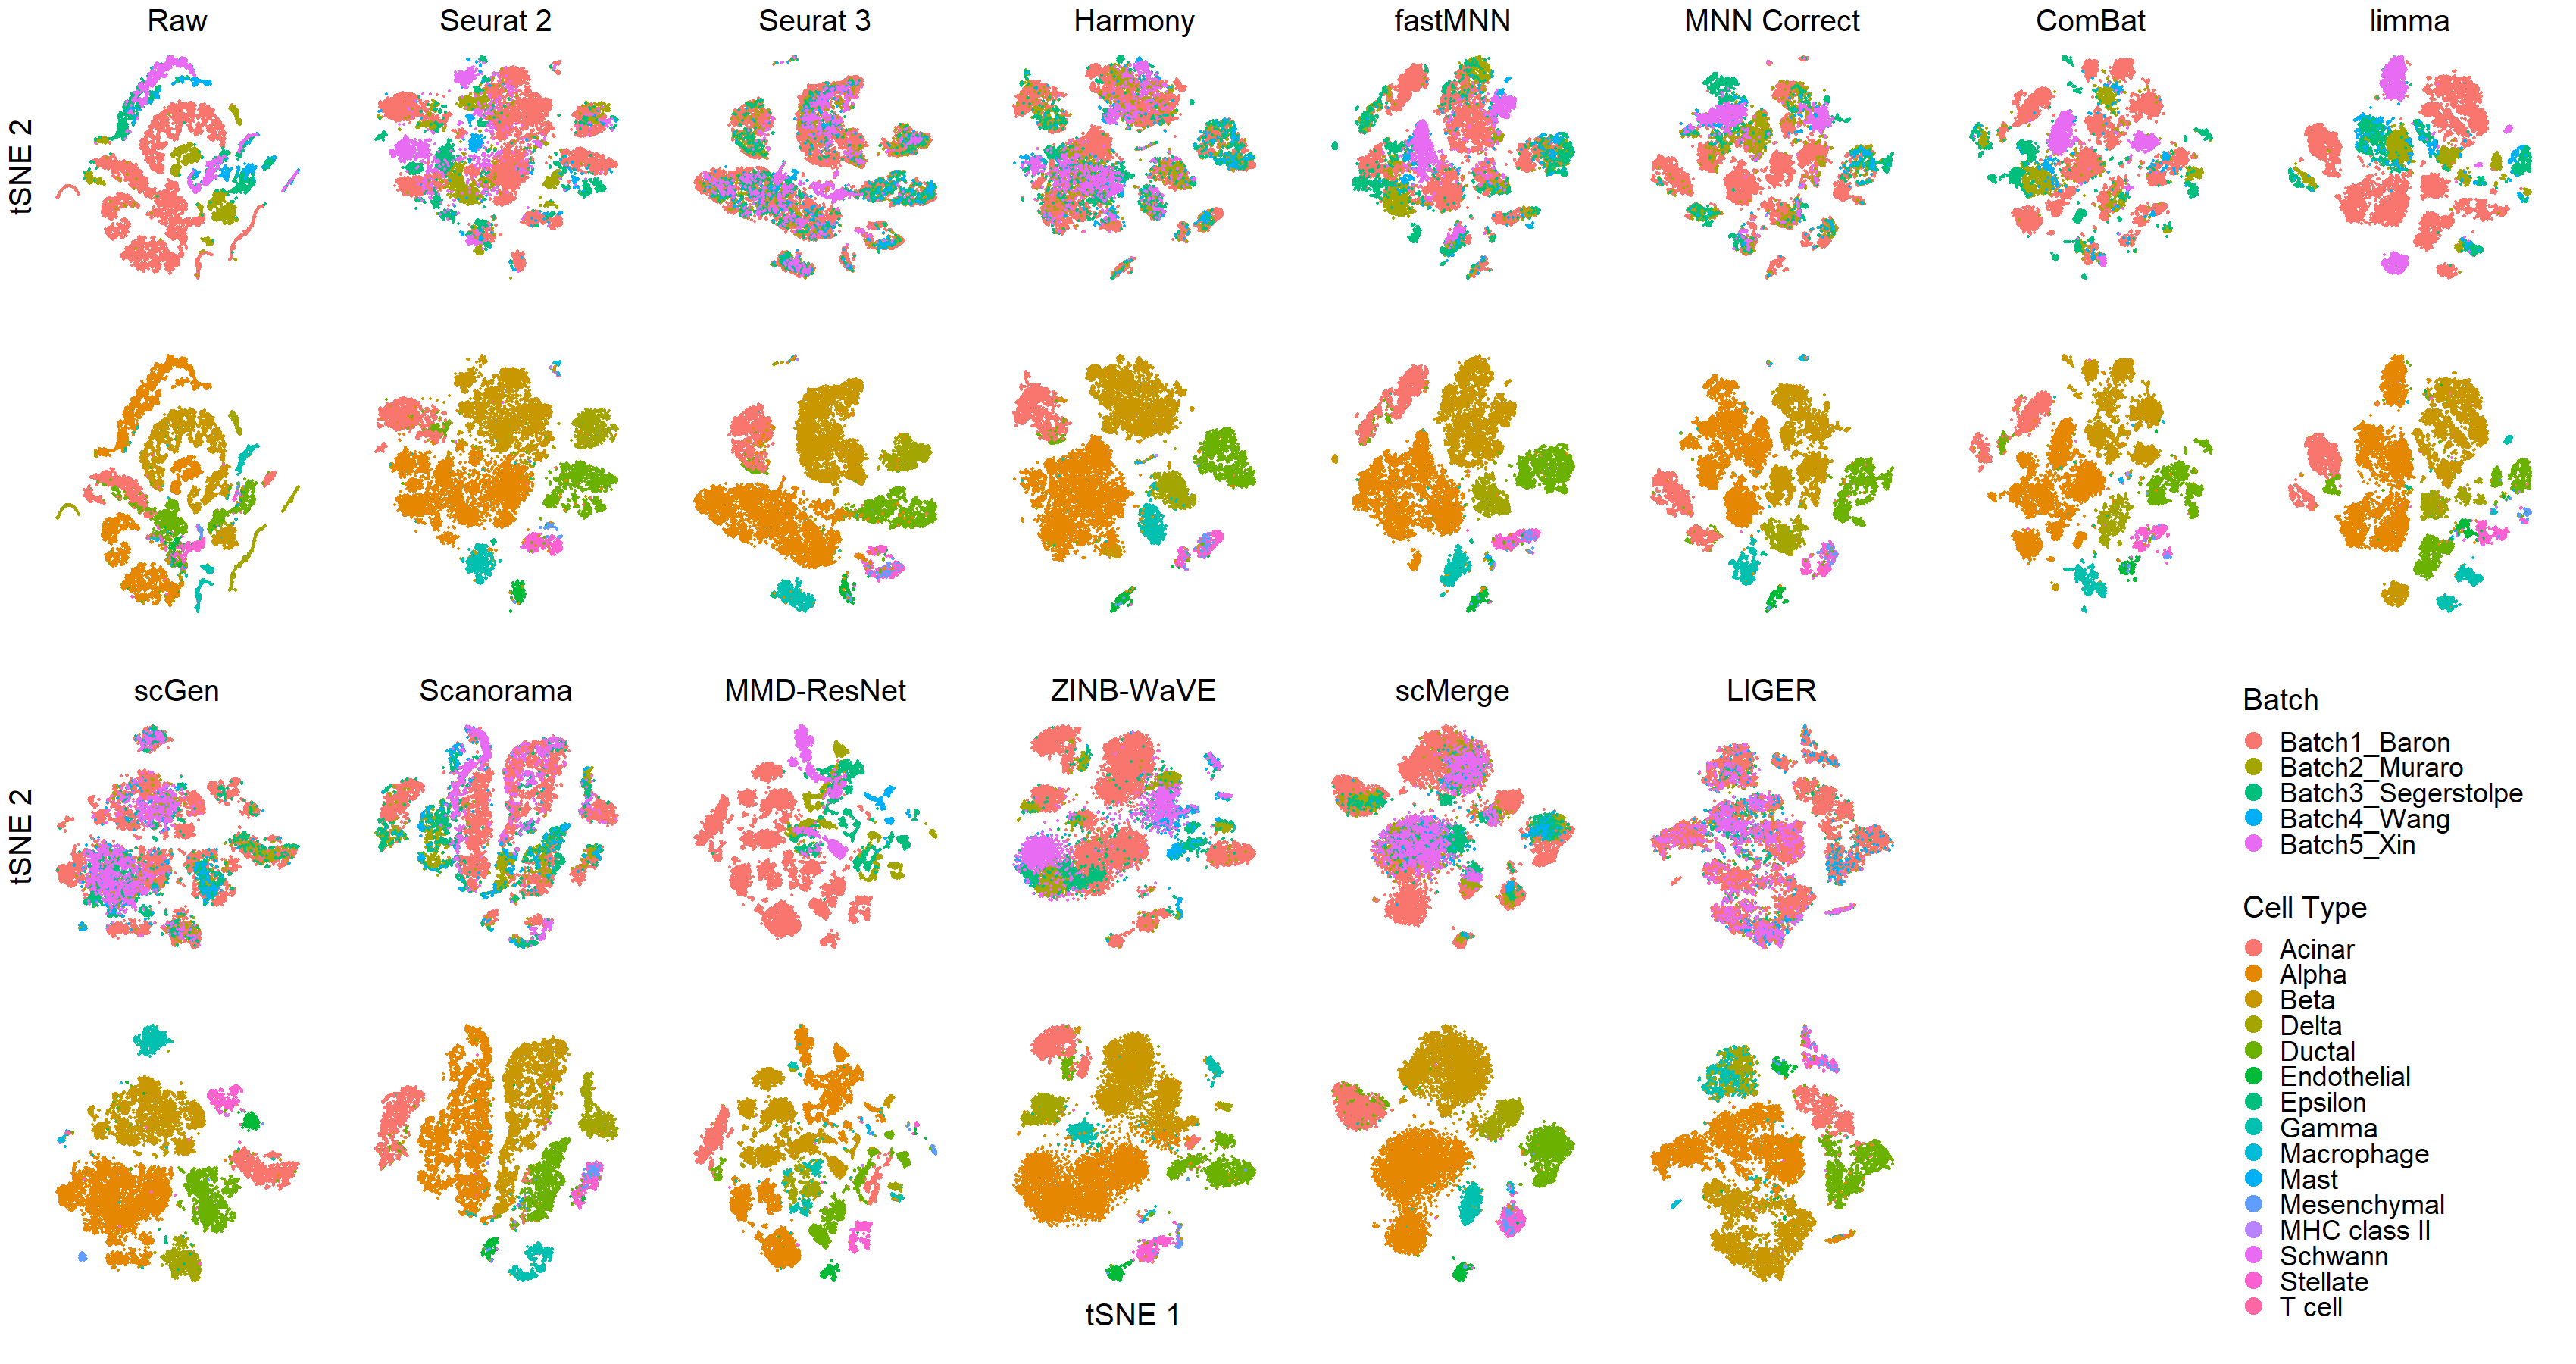 Raw
Seurat 2
Seurat 3
Harmony
fastMNN
MNN Correct
ComBat
limma
tSNE 2
scGen
Scanorama
MMD-ResNet
ZINB-WaVE
scMerge
LIGER
tSNE 2
tSNE 1
Batch
Batch1_Baron
Batch2_Muraro
Batch3_Segerstolpe
Batch4_Wang
Batch5_Xin
Cell Type
Acinar
Alpha
Beta
Delta
Ductal
Endothelial
Epsilon
Gamma
Macrophage
Mast
Mesenchymal
MHC class II
Schwann
Stellate
T cell